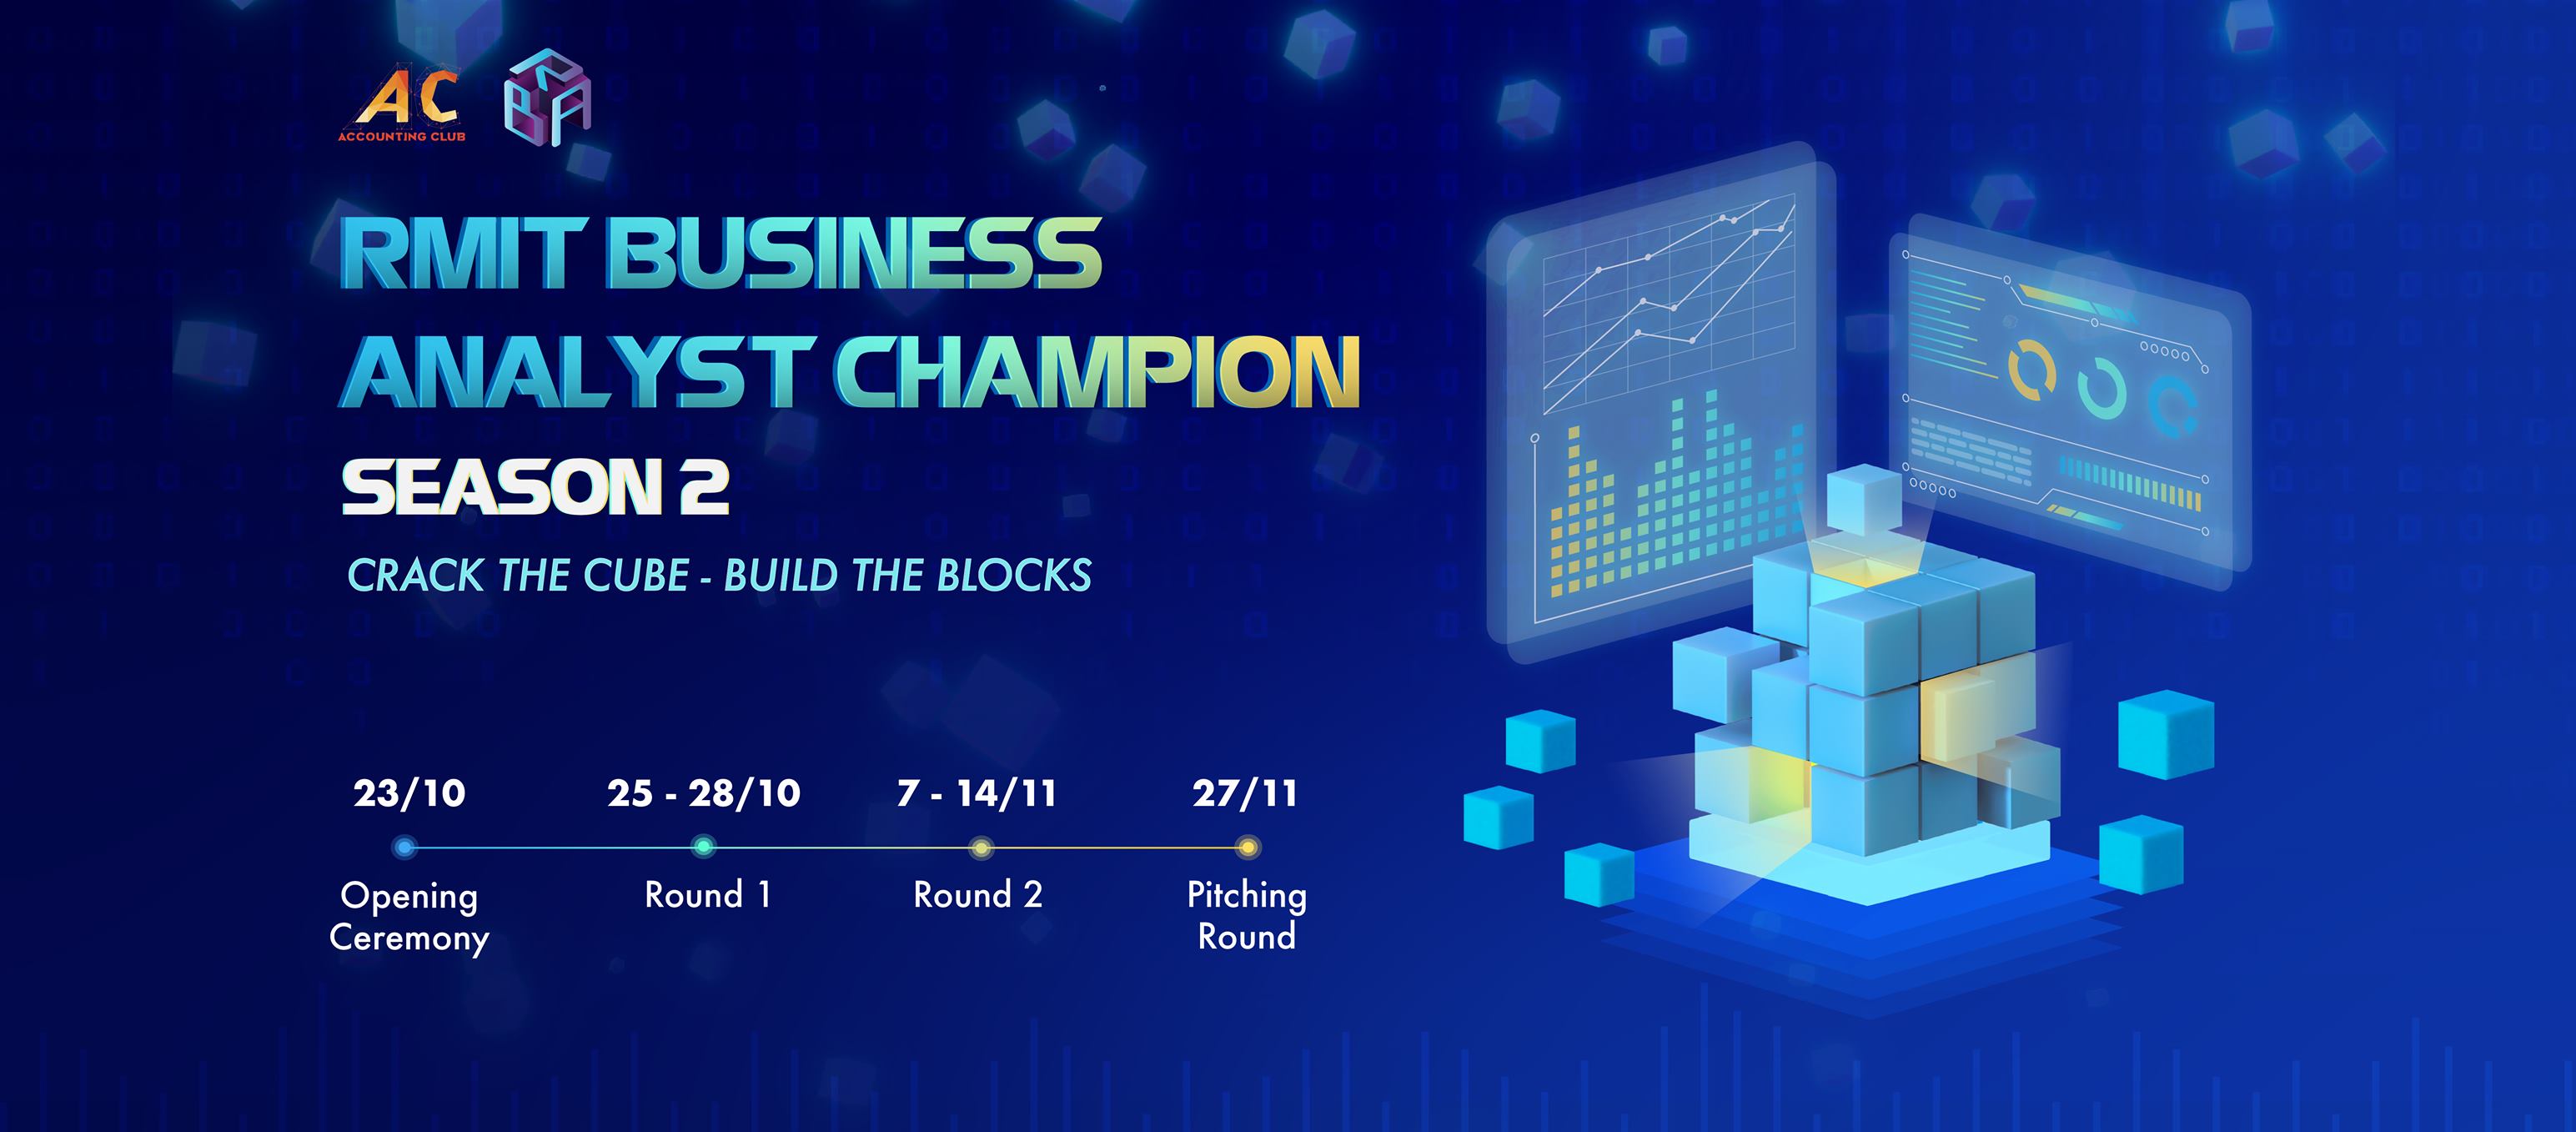 AC
ACCOUNTING CLUB
RMIT BUSINESS
ANALYST CHAMPION
SEASON 2
CRACK THE CUBE - BUILD THE BLOCKS
23/10
25 - 28/10
7 - 14/11
27/11
Opening
Ceremony
Round 1
Round 2
Pitching
Round